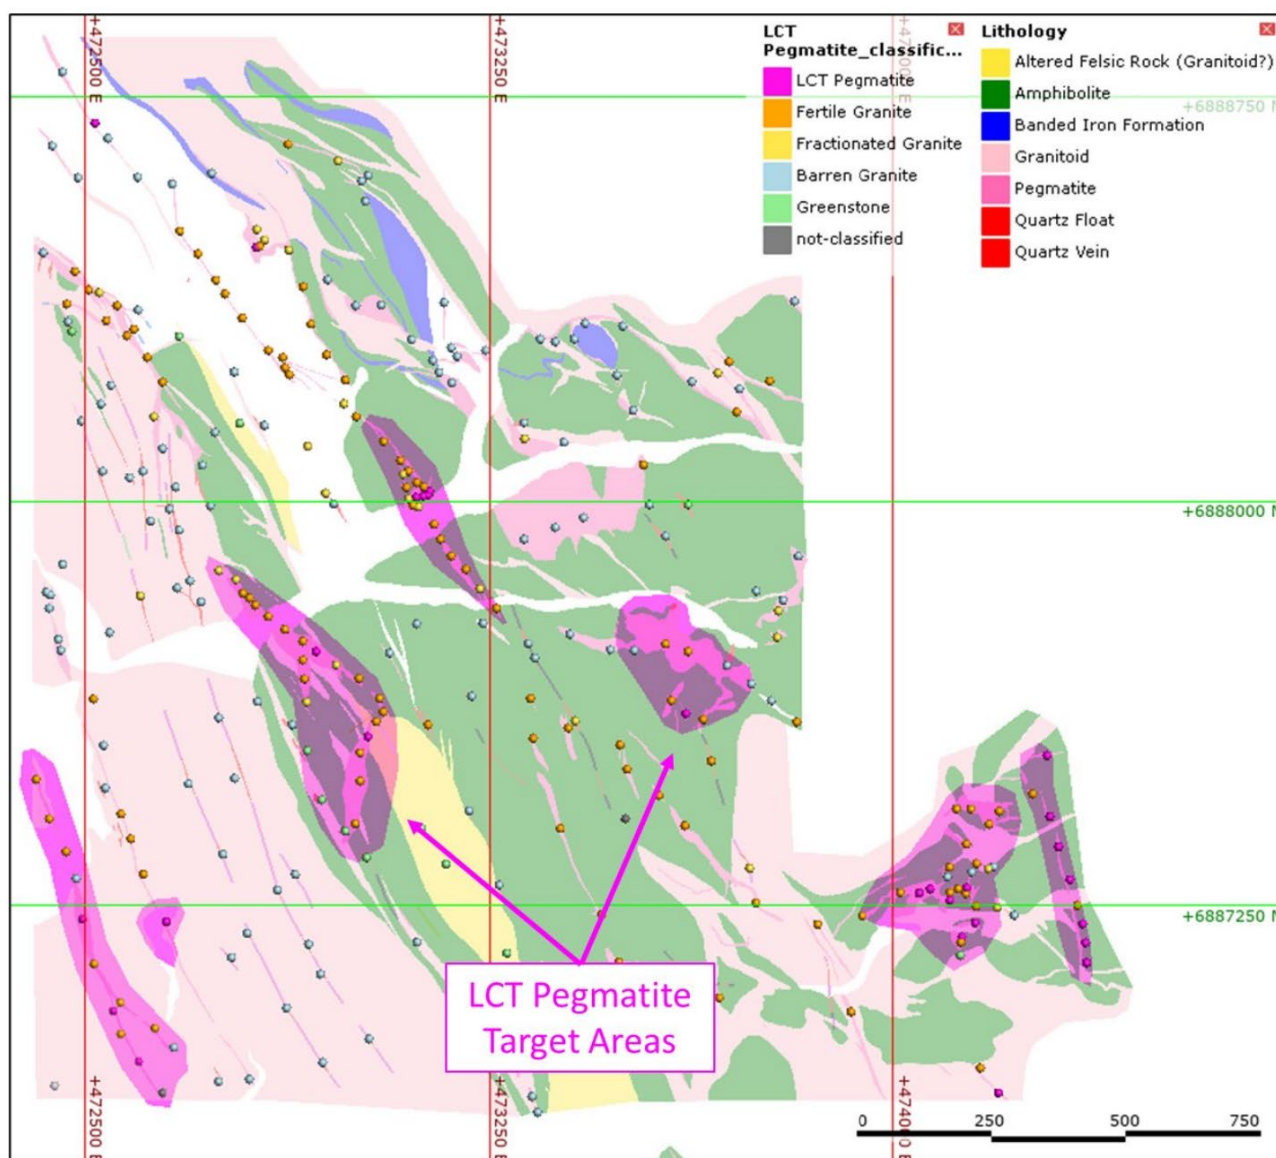 LCT
Pegmatite_classific...
LCT Pegmatite
Fertile Granite
Fractionated Granite
Barren Granite
Greenstone
not-classified
Lithology
Altered Felsic Rock (Granitoid?)
Amphibolite
Banded Iron Formation
Granitoid
Pegmatite
Quartz Float
Quartz Vein
+472500 E
+473250 E
+6888750 N
+6888000 N
+6887250 N
LCT Pegmatite
Target Areas
+472500 E
+473250 E
+474000 E
0
250
500
750